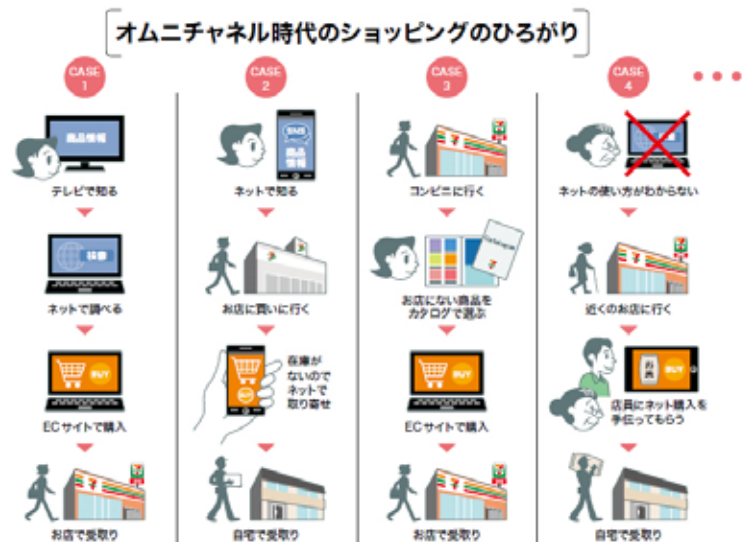 オムニチャネル時代のショッピングのひろがり
CASE
1
商品情報
テレビで知る
検索
ネットで調べる
BUY
ECサイトで購入
お店で受取り
CASE
2
SNS
商品
情報
ネットで知る
お店に買いに行く
在庫が
ないので
ネットで
取り寄せ
BUY
自宅で受取り
CASE
3
コンビニに行く
Catalogue
お店にない商品を
カタログで選ぶ
BUY
ECサイトで購入
お店で受取り
CASE
4
ネットの使い方がわからない
近くのお店に行く
BUY
店員にネット購入を
手伝ってもらう
自宅で受取り